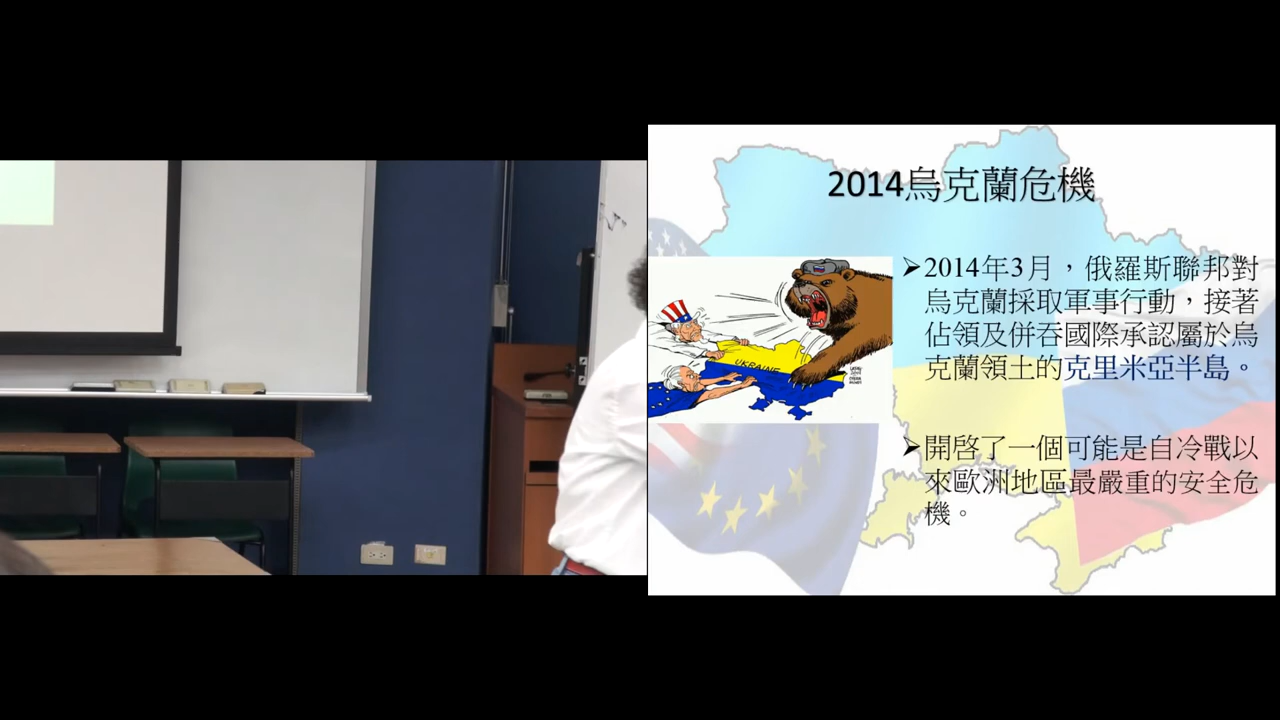 2014烏克蘭危機
➢2014年3月，俄羅斯聯邦對
烏克蘭採取軍事行動，接著
佔領及併吞國際承認屬於烏
克蘭領土的克里米亞半島。
UKRAINE
➢開啓了一個可能是自冷戰以
來歐洲地區最嚴重的安全危
機。